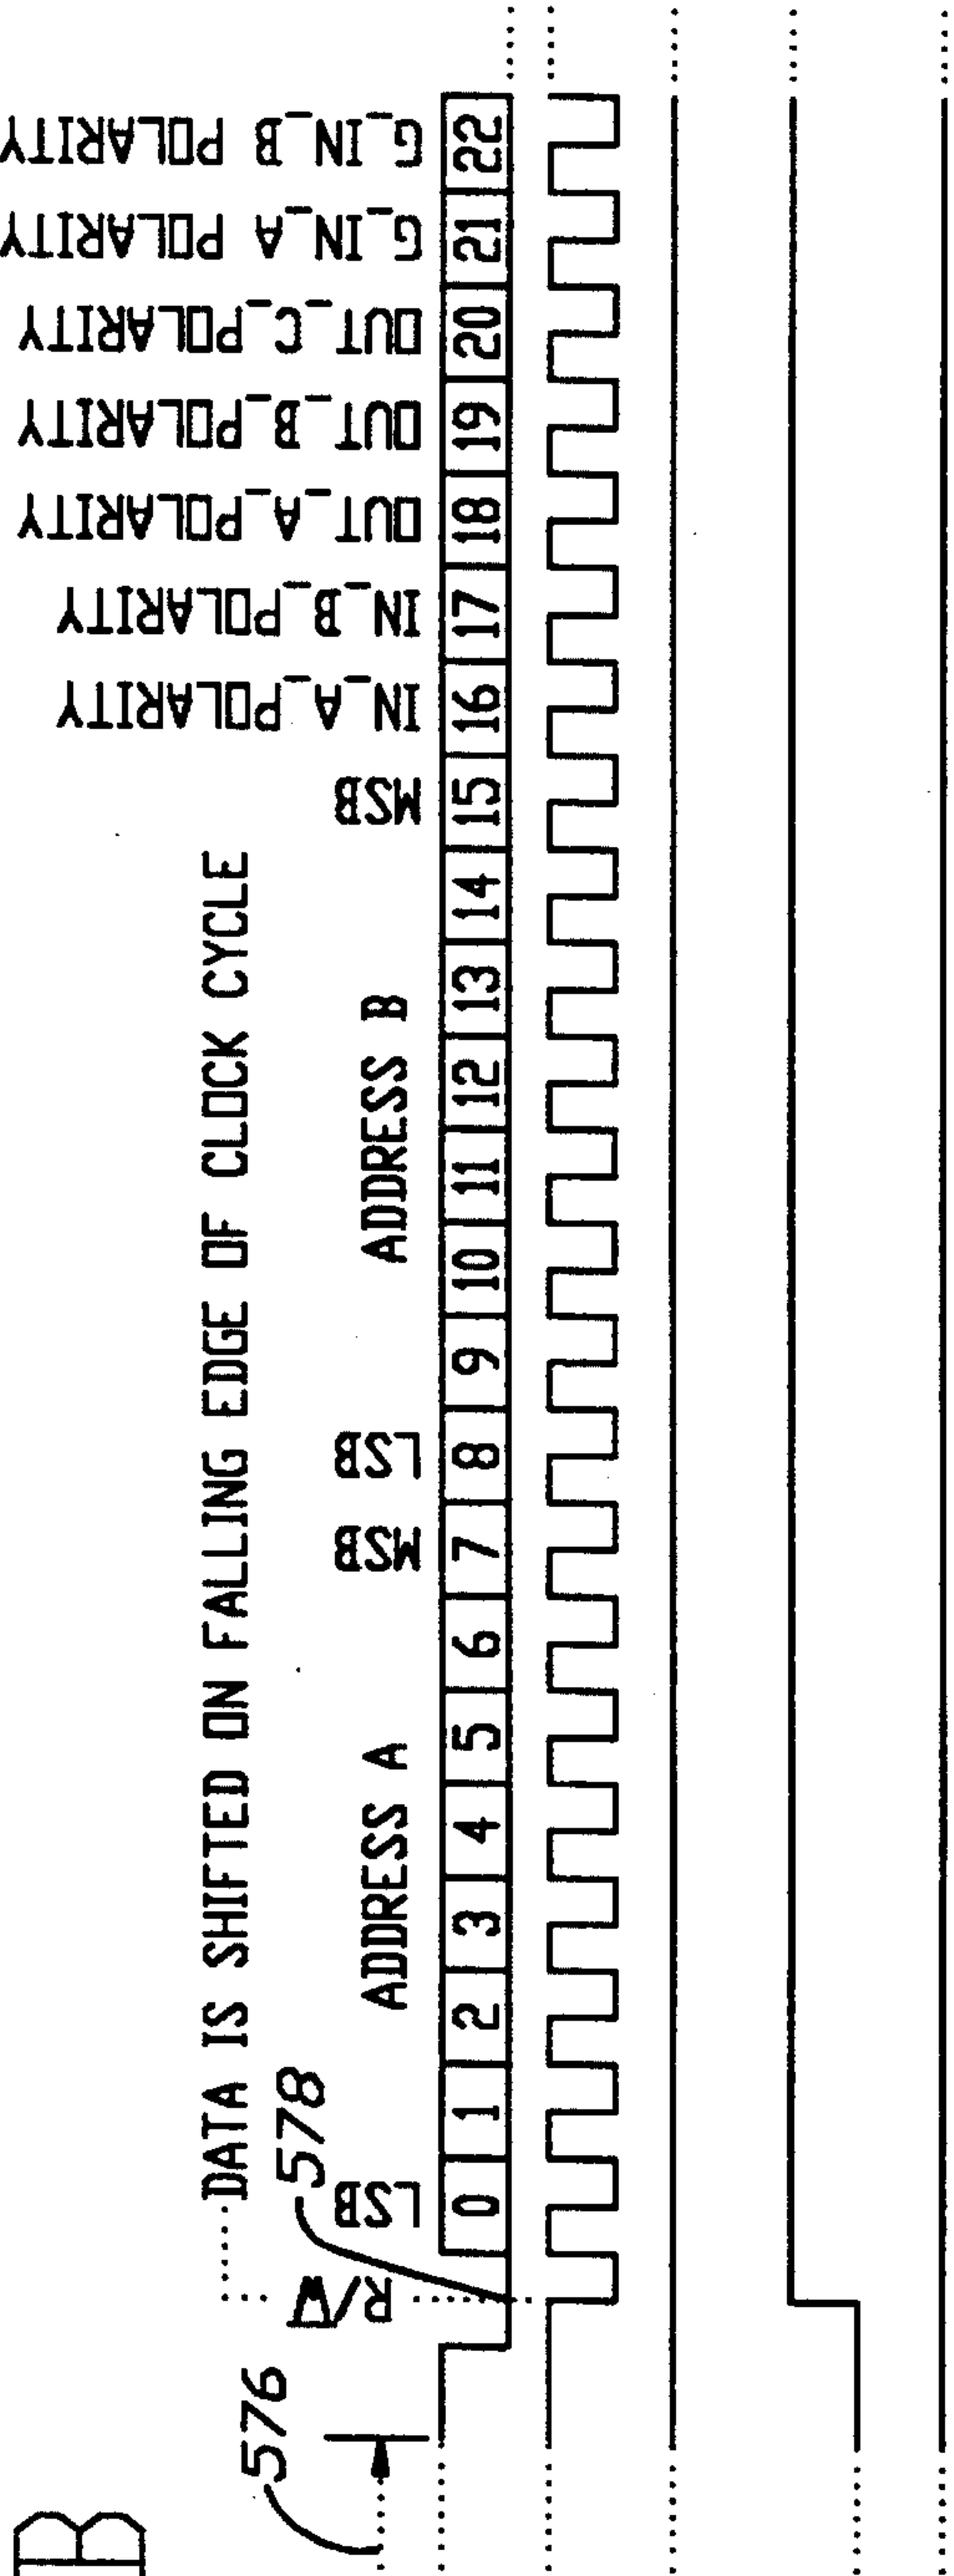 B
576
578
DATA IS SHIFTED ON FALLING EDGE OF CLOCK CYCLE
R/W
LSB
ADDRESS A
MSB
LSB
ADDRESS B
MSB
IN_A_POLARITY
IN_B_POLARITY
OUT_A_POLARITY
OUT_B_POLARITY
OUT_C_POLARITY
G_IN_A POLARITY
G_IN_B POLARITY
0 1 2 3 4 5 6 7 8 9 10 11 12 13 14 15 16 17 18 19 20 21 22